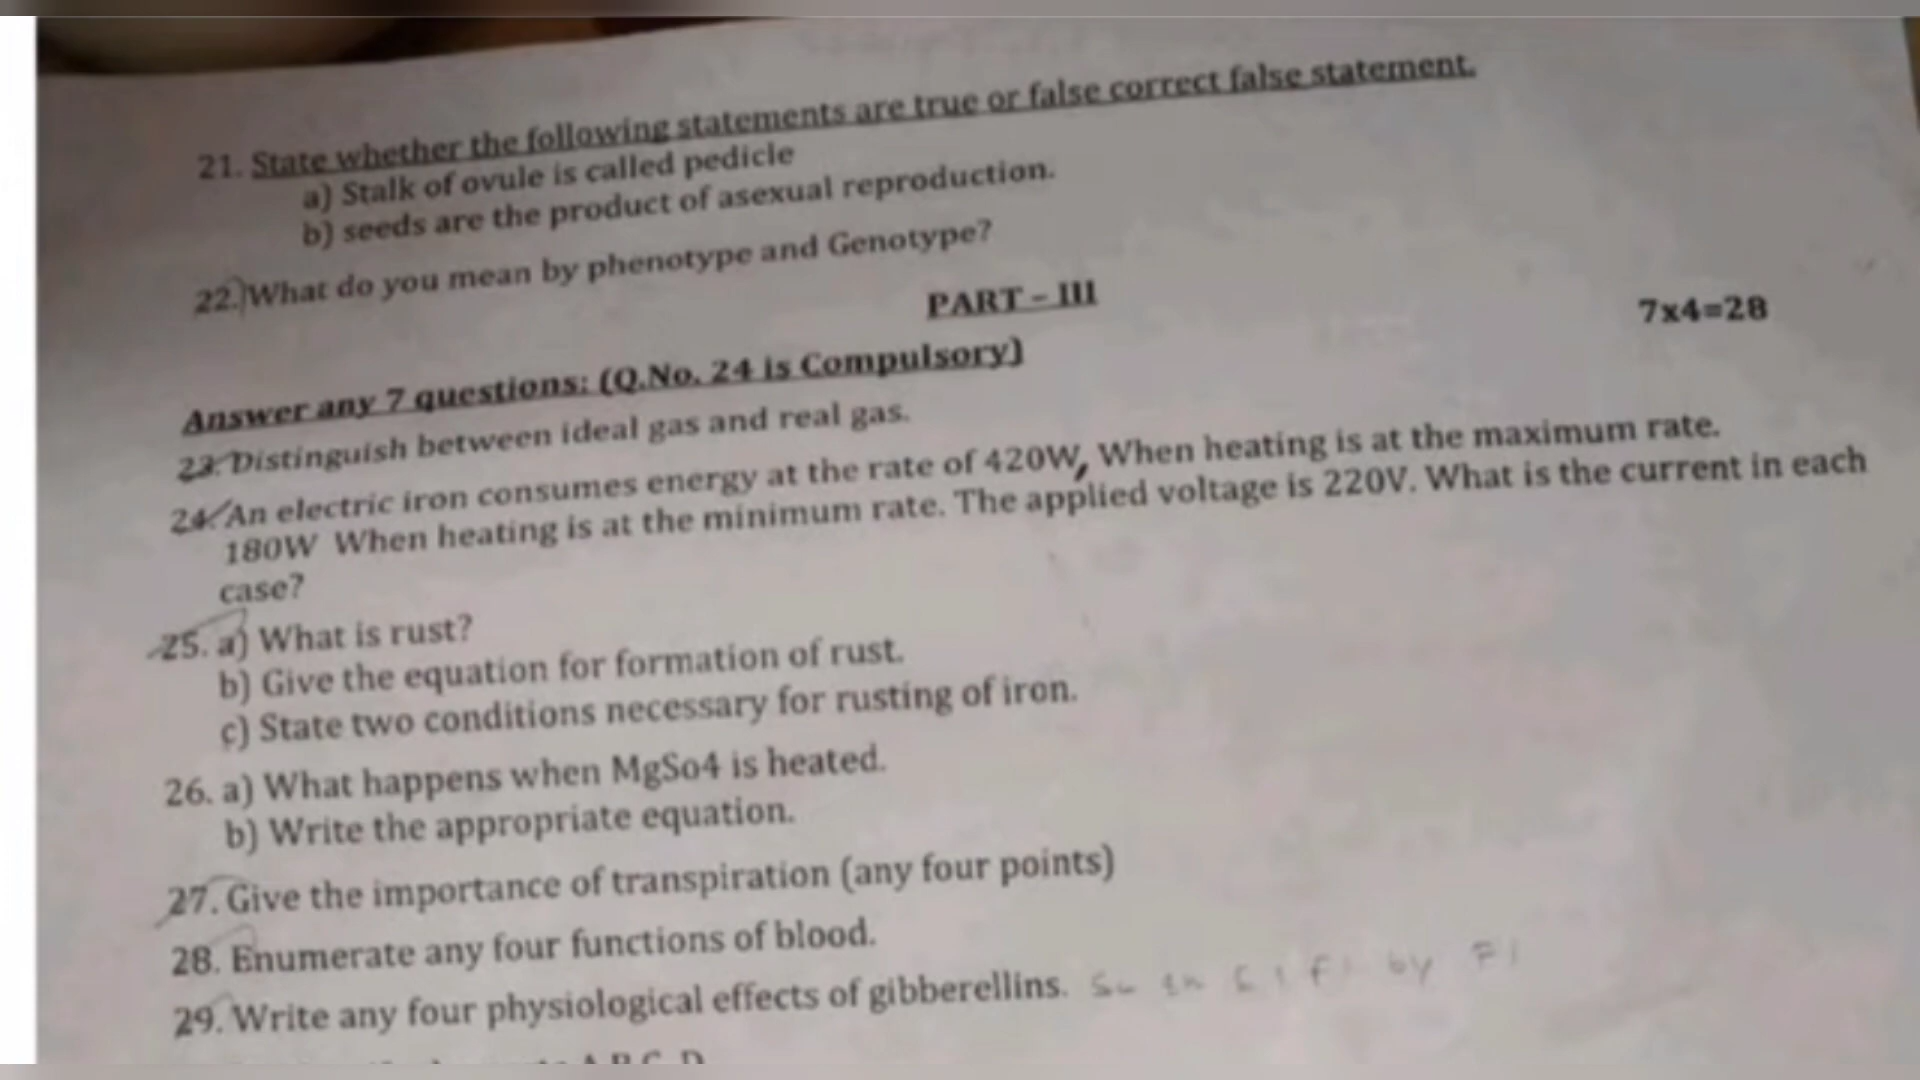 21. State whether the following statements are true or false correct false statement.
a) Stalk of ovule is called pedicle
b) seeds are the product of asexual reproduction.
22. What do you mean by phenotype and Genotype?
PART – III
7x4=28
Answer any 7 questions: (Q.No. 24 is Compulsory)
23. Distinguish between ideal gas and real gas.
24. An electric iron consumes energy at the rate of 420W, When heating is at the maximum rate.
180W When heating is at the minimum rate. The applied voltage is 220V. What is the current in each
case?
25. a) What is rust?
b) Give the equation for formation of rust.
c) State two conditions necessary for rusting of iron.
26. a) What happens when MgSo4 is heated.
b) Write the appropriate equation.
27. Give the importance of transpiration (any four points)
28. Enumerate any four functions of blood.
29. Write any four physiological effects of gibberellins. by